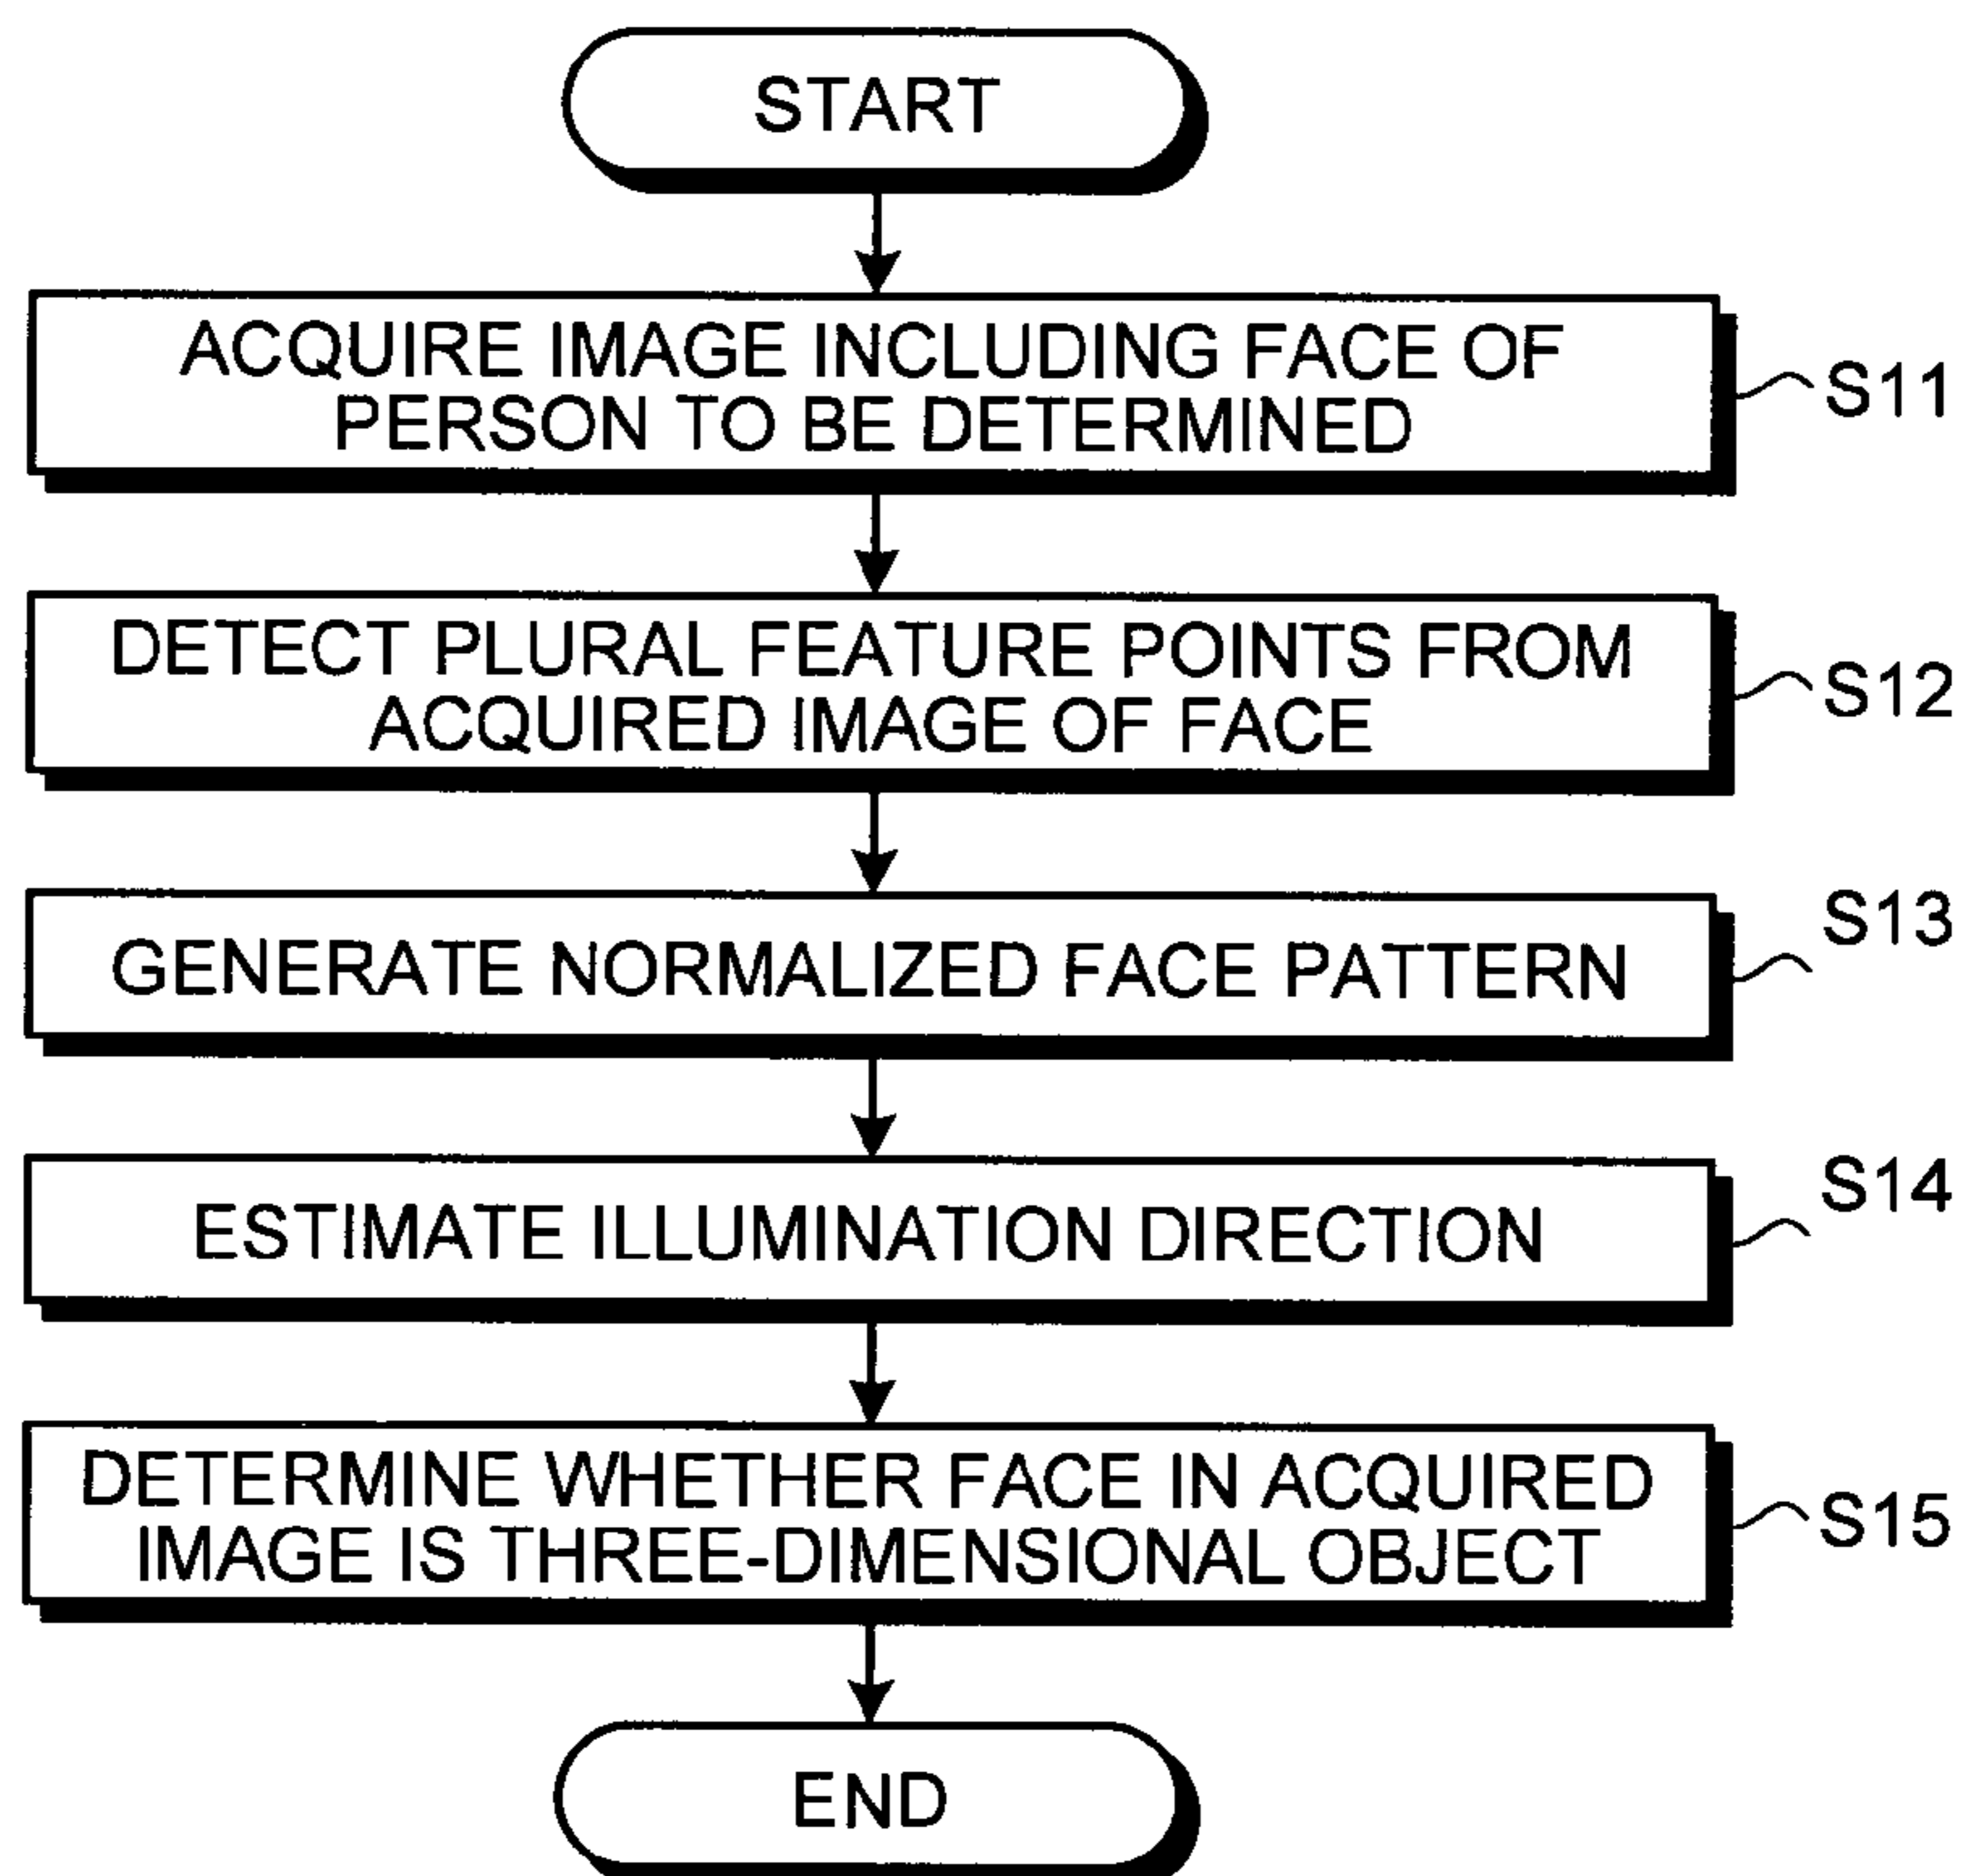 START
ACQUIRE IMAGE INCLUDING FACE OF
PERSON TO BE DETERMINED
S11
DETECT PLURAL FEATURE POINTS FROM
ACQUIRED IMAGE OF FACE
S12
GENERATE NORMALIZED FACE PATTERN
S13
ESTIMATE ILLUMINATION DIRECTION
S14
DETERMINE WHETHER FACE IN ACQUIRED
IMAGE IS THREE-DIMENSIONAL OBJECT
S15
END